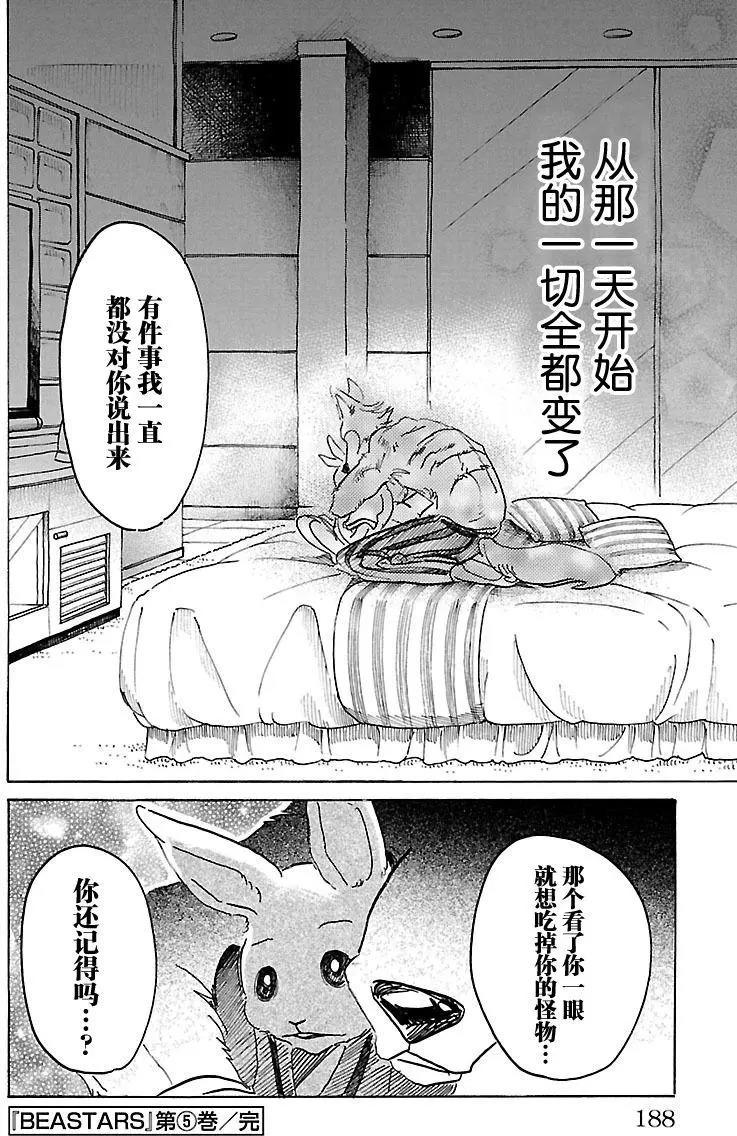 从那一天开始
我的一切全都变了
有件事我一直
都没对你说出来
那个看了你一眼
就想吃掉你的怪物…
你还记得吗…?
『BEASTARS』第⑤巻／完
188